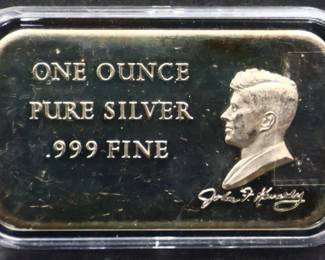 ONE OUNCE
PURE SILVER
.999 FINE
John F. Kennedy